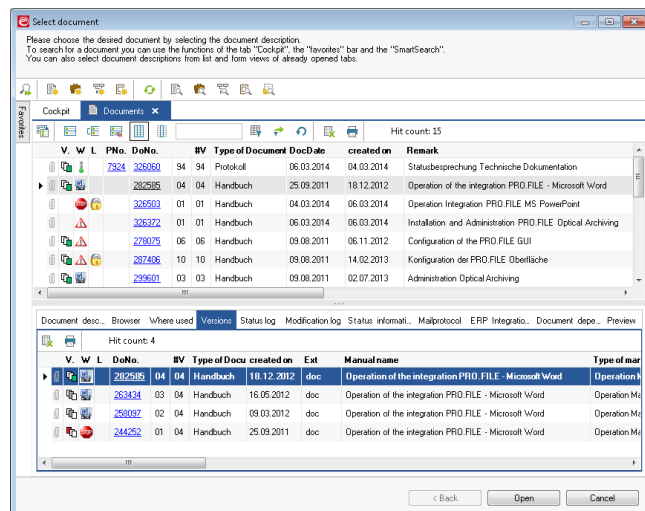 Select document
Please choose the desired document by selecting the document description.
To search for a document you can use the functions of the tab "Cockpit", the "favorites" bar and the "SmartSearch".
You can also select document descriptions from list and form views of already opened tabs.
Favorites
Cockpit Documents
Hit count: 15
V. W L PNo. DoNo. #V Type of Document DocDate created on Remark
7924 326060 94 94 Protokoll 06.03.2014 04.03.2014 Statusbesprechung Technische Dokumentation
282585 04 04 Handbuch 25.09.2011 18.12.2012 Operation of the integration PRO.FILE - Microsoft Word
STOP 326503 01 01 Handbuch 04.03.2014 06.03.2014 Operation Integration PRO.FILE MS PowerPoint
326372 01 01 Handbuch 06.03.2014 06.03.2014 Installation and Administration PRO.FILE Optical Archiving
278075 06 06 Handbuch 09.08.2011 06.11.2012 Configuration of the PRO.FILE GUI
287406 10 10 Handbuch 09.08.2011 14.02.2013 Konfiguration der PRO.FILE Oberfläche
299601 03 03 Handbuch 09.08.2011 02.07.2013 Administration Optical Archiving
Document desc... Browser Where used Versions Status log Modification log Status informati... Mailprotocol ERP Integratio... Document depe... Preview
Hit count: 4
V. W L DoNo. #V Type of Docu created on Ext Manual name Type of mar
282585 04 04 Handbuch 18.12.2012 doc Operation of the integration PRO.FILE - Microsoft Word Operation M
263434 03 04 Handbuch 16.05.2012 doc Operation of the integration PRO.FILE - Microsoft Word Operation Ma
258097 02 04 Handbuch 09.03.2012 doc Operation of the integration PRO.FILE - Microsoft Word Operation Ma
STOP 244252 01 04 Handbuch 25.09.2011 doc Operation of the integration PRO.FILE - Microsoft Word Operation Ma
< Back Open Cancel